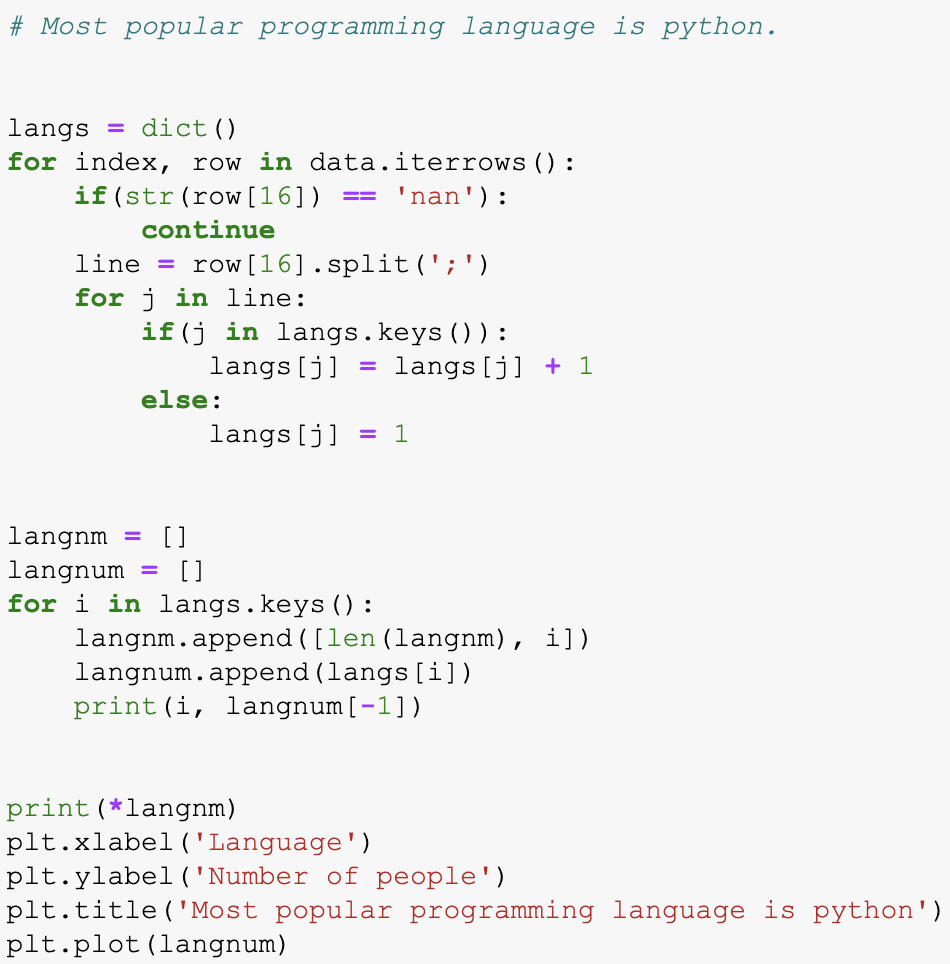 # Most popular programming language is python.
langs = dict()
for index, row in data.iterrows():
    if(str(row[16]) == 'nan'):
        continue
    line = row[16].split(';')
    for j in line:
        if(j in langs.keys()):
            langs[j] = langs[j] + 1
        else:
            langs[j] = 1
langnm = []
langnum = []
for i in langs.keys():
    langnm.append([len(langnm), i])
    langnum.append(langs[i])
    print(i, langnum[-1])
print(*langnm)
plt.xlabel('Language')
plt.ylabel('Number of people')
plt.title('Most popular programming language is python')
plt.plot(langnum)